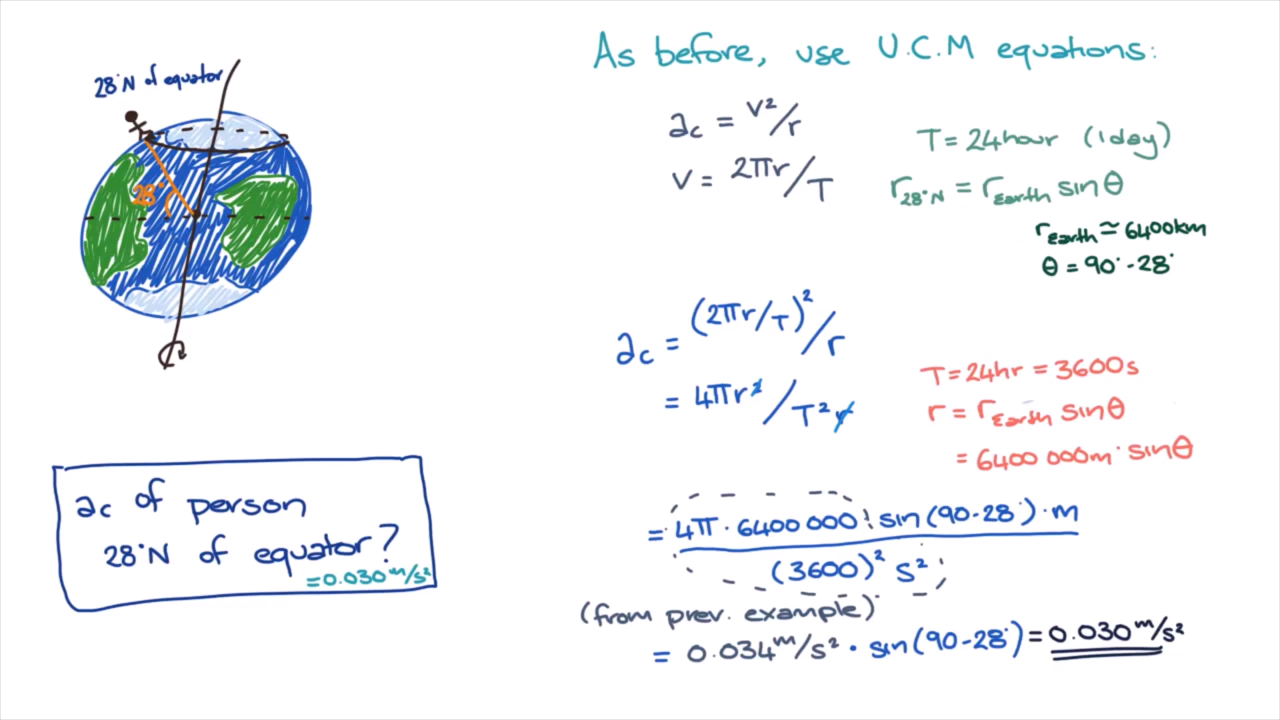 28°N of equator
28°
ac of person
28°N of equator?
=0.030 m/s²
As before, use U.C.M equations:
ac = v²/r
v = 2πr/T
T = 24hour (1day)
r28°N = rEarth sinθ
rEarth ≃ 6400km
θ = 90° - 28°
ac = (2πr/T)²/r
= 4πr²/T²r
T = 24hr = 3600s
r = rEarth sinθ
= 6400 000m · sinθ
= 4π · 6400 000 · sin(90-28°) · m
(3600)² s²
(from prev. example)
= 0.034 m/s² · sin(90-28°) = 0.030 m/s²